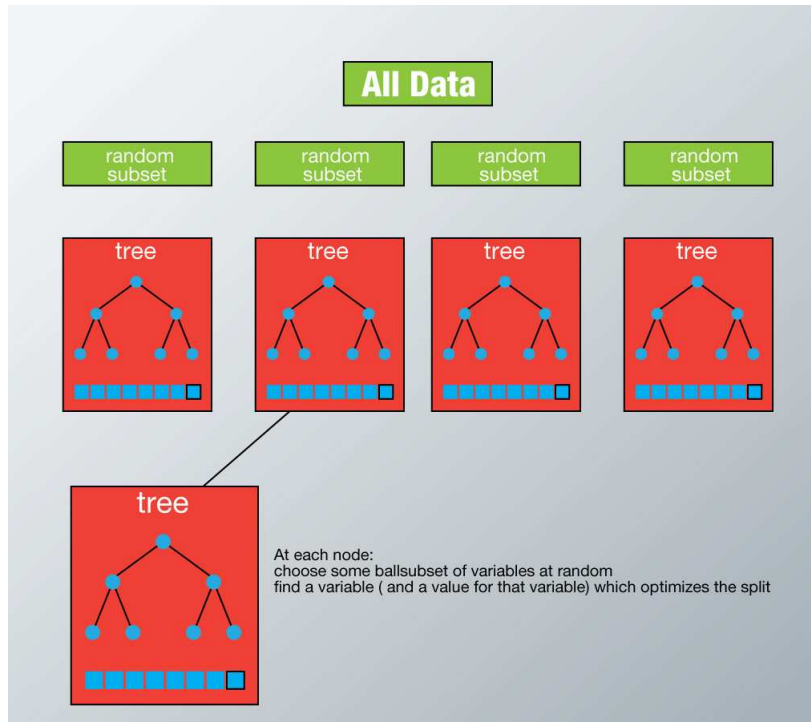 All Data
random
subset
random
subset
random
subset
random
subset
tree
tree
tree
tree
tree
At each node:
choose some ballsubset of variables at random
find a variable ( and a value for that variable) which optimizes the split